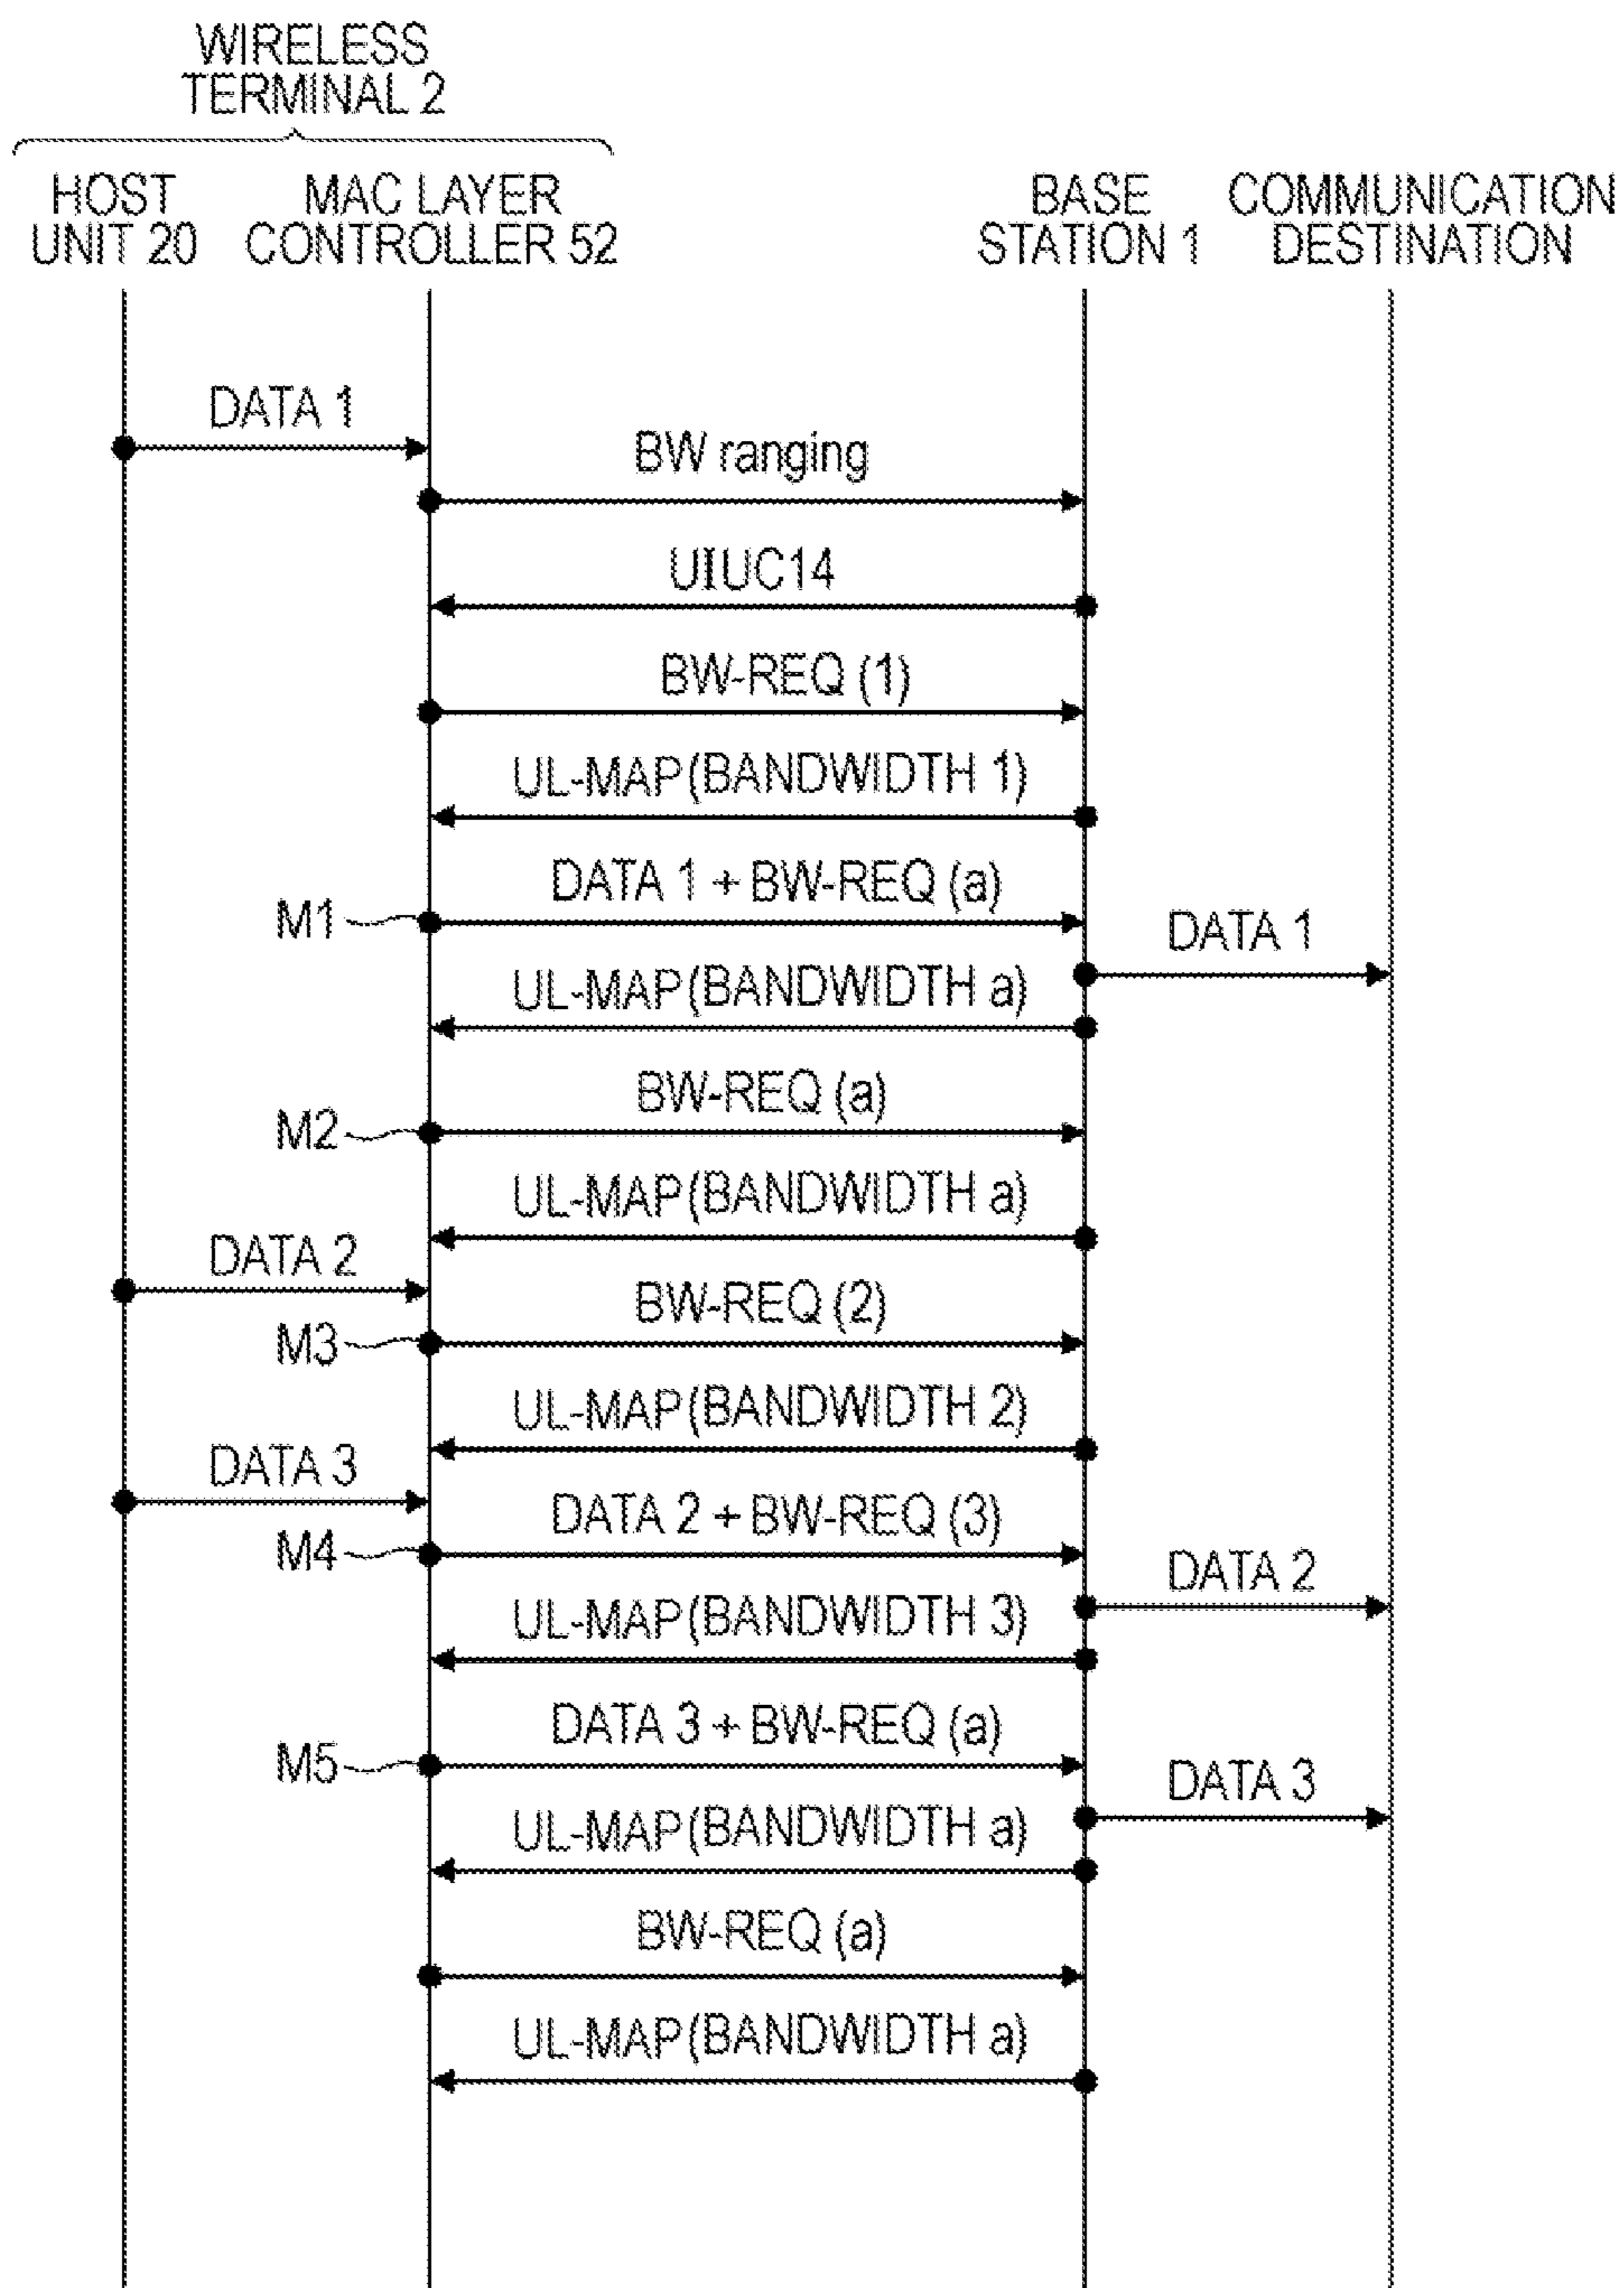 WIRELESS
TERMINAL 2
HOST
UNIT 20
MAC LAYER
CONTROLLER 52
BASE
STATION 1
COMMUNICATION
DESTINATION
DATA 1
BW ranging
UIUC14
BW-REQ (1)
UL-MAP(BANDWIDTH 1)
DATA 1 + BW-REQ (a)
M1
DATA 1
UL-MAP(BANDWIDTH a)
BW-REQ (a)
M2
UL-MAP(BANDWIDTH a)
DATA 2
BW-REQ (2)
M3
UL-MAP(BANDWIDTH 2)
DATA 3
DATA 2 + BW-REQ (3)
M4
DATA 2
UL-MAP(BANDWIDTH 3)
DATA 3 + BW-REQ (a)
M5
DATA 3
UL-MAP(BANDWIDTH a)
BW-REQ (a)
UL-MAP(BANDWIDTH a)